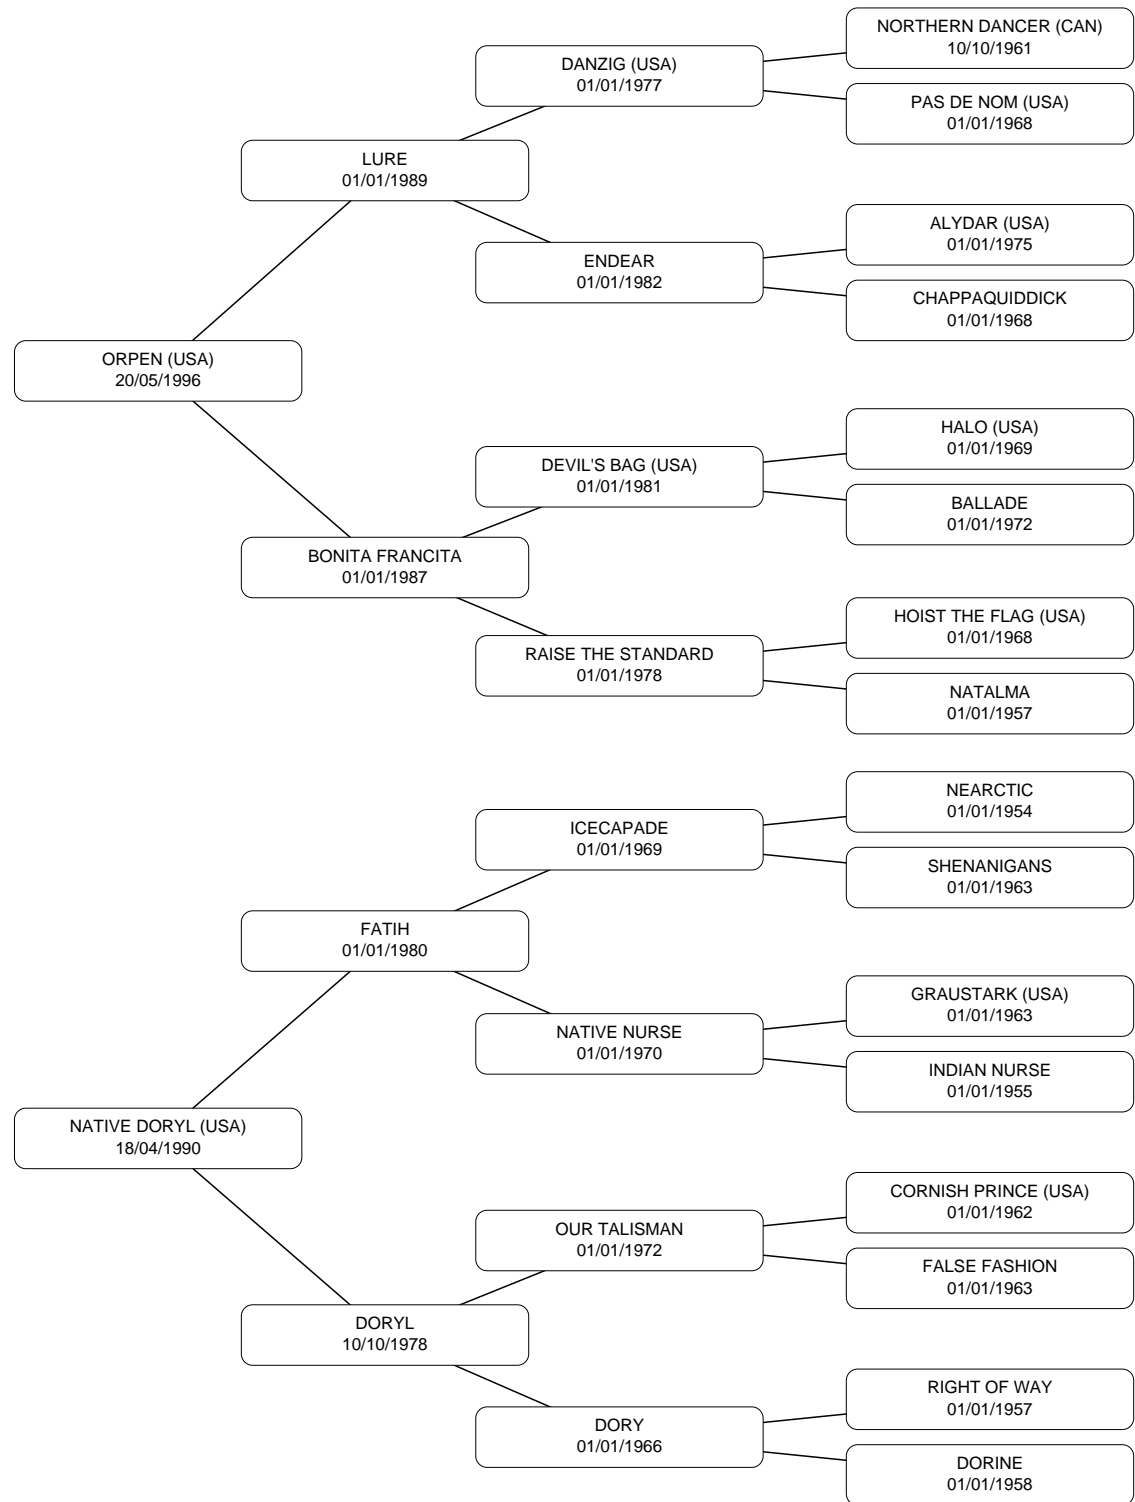 NORTHERN DANCER (CAN)
10/10/1961
DANZIG (USA)
01/01/1977
PAS DE NOM (USA)
01/01/1968
LURE
01/01/1989
ALYDAR (USA)
01/01/1975
ENDEAR
01/01/1982
CHAPPAQUIDDICK
01/01/1968
ORPEN (USA)
20/05/1996
HALO (USA)
01/01/1969
DEVIL'S BAG (USA)
01/01/1981
BALLADE
01/01/1972
BONITA FRANCITA
01/01/1987
HOIST THE FLAG (USA)
01/01/1968
RAISE THE STANDARD
01/01/1978
NATALMA
01/01/1957
NEARCTIC
01/01/1954
ICECAPADE
01/01/1969
SHENANIGANS
01/01/1963
FATIH
01/01/1980
GRAUSTARK (USA)
01/01/1963
NATIVE NURSE
01/01/1970
INDIAN NURSE
01/01/1955
NATIVE DORYL (USA)
18/04/1990
CORNISH PRINCE (USA)
01/01/1962
OUR TALISMAN
01/01/1972
FALSE FASHION
01/01/1963
DORYL
10/10/1978
RIGHT OF WAY
01/01/1957
DORY
01/01/1966
DORINE
01/01/1958